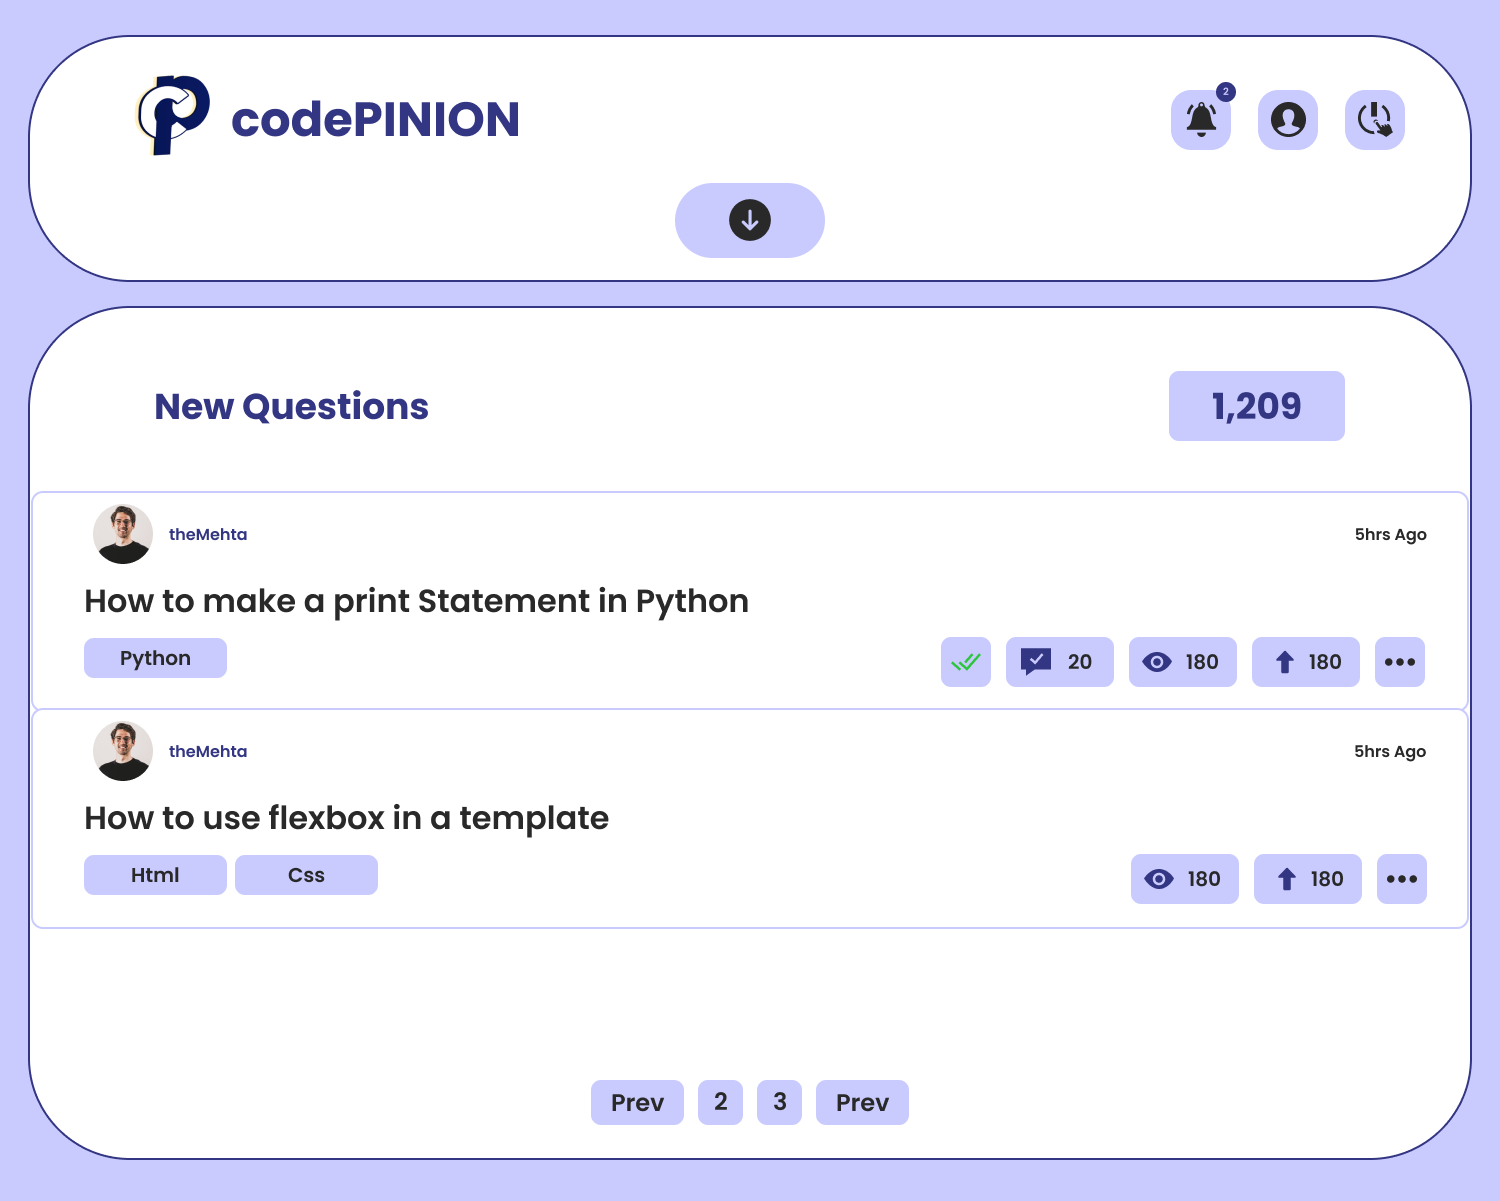 codePINION
2
New Questions
1,209
theMehta
5hrs Ago
How to make a print Statement in Python
Python
20
180
180
theMehta
5hrs Ago
How to use flexbox in a template
Html
Css
180
180
Prev
2
3
Prev